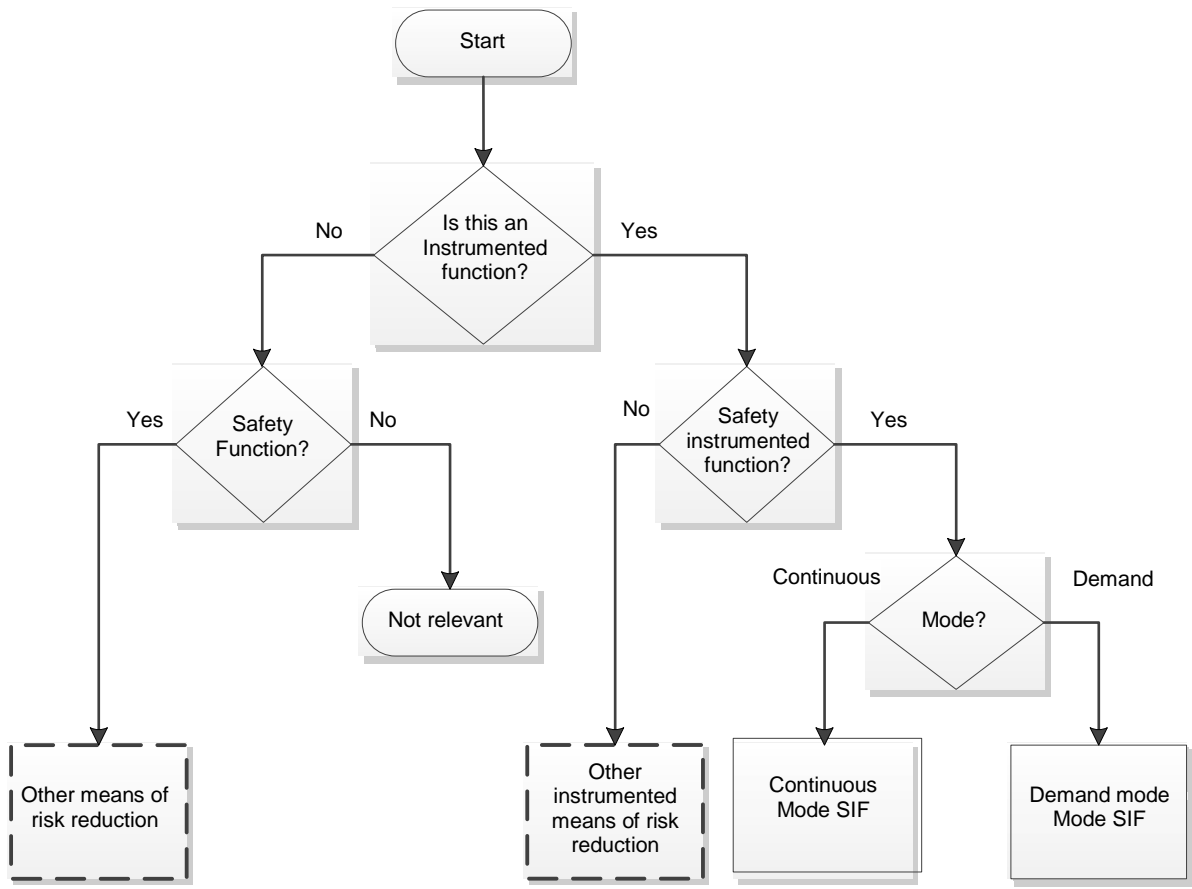 Start
Is this an
Instrumented
function?
No
Yes
Safety
Function?
Yes
No
Safety
instrumented
function?
No
Yes
Not relevant
Continuous
Demand
Mode?
Other means of
risk reduction
Other
instrumented
means of risk
reduction
Continuous
Mode SIF
Demand mode
Mode SIF